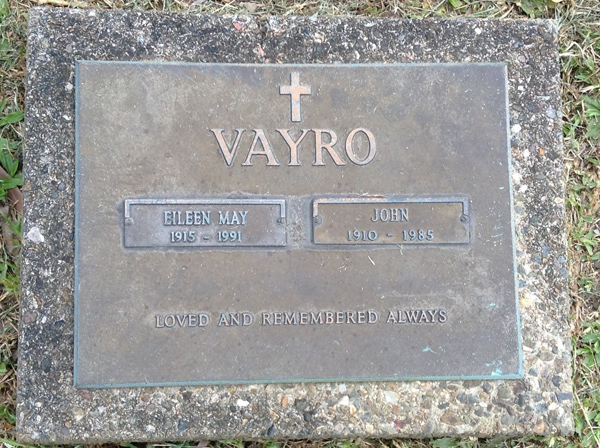 VAYRO
EILEEN MAY
1915 - 1991
JOHN
1910 - 1985
LOVED AND REMEMBERED ALWAYS